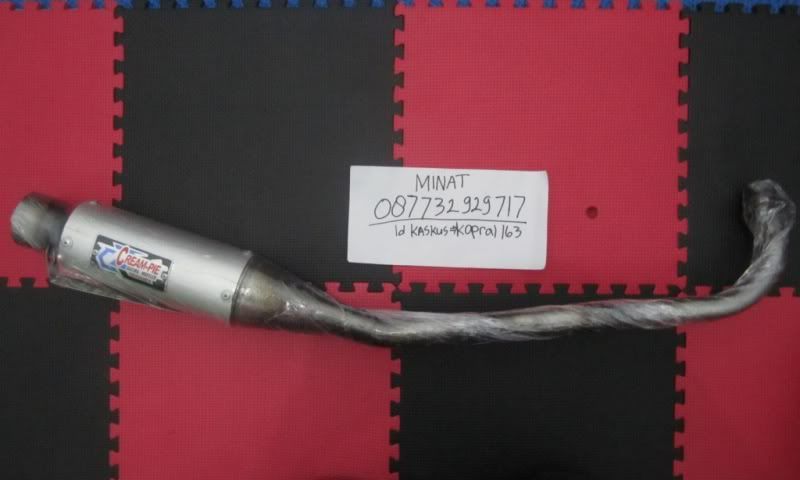 MINAT
087732929717
Id KASKUS=Kopral163
CREAM-PIE